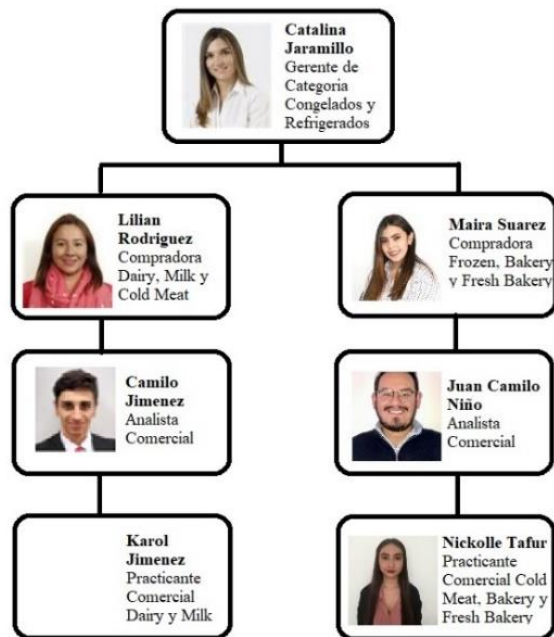 Catalina
Jaramillo
Gerente de
Categoria
Congelados y
Refrigerados
Lilian
Rodriguez
Compradora
Dairy, Milk y
Cold Meat
Maira Suarez
Compradora
Frozen, Bakery
y Fresh Bakery
Camilo
Jimenez
Analista
Comercial
Juan Camilo
Niño
Analista
Comercial
Karol
Jimenez
Practicante
Comercial
Dairy y Milk
Nickolle Tafur
Practicante
Comercial Cold
Meat, Bakery y
Fresh Bakery